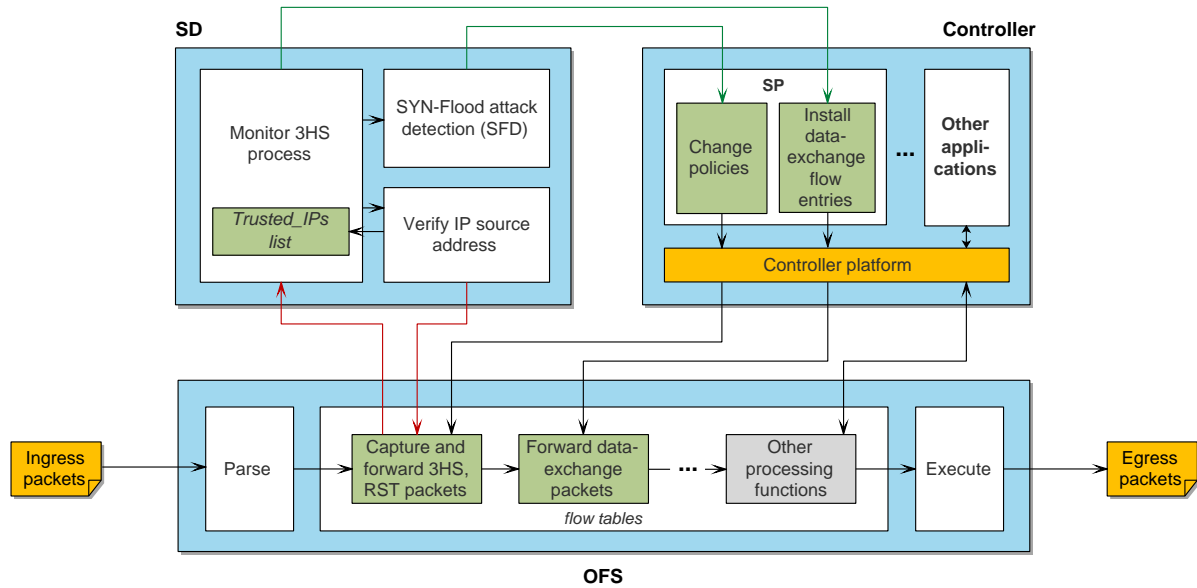 SD
Controller
Monitor 3HS
process
Trusted_IPs
list
SYN-Flood attack
detection (SFD)
Verify IP source
address
SP
Change
policies
Install
data-
exchange
flow
entries
...
Other
appli-
cations
Controller platform
Ingress
packets
Parse
Capture and
forward 3HS,
RST packets
Forward data-
exchange
packets
...
Other
processing
functions
flow tables
Execute
Egress
packets
OFS